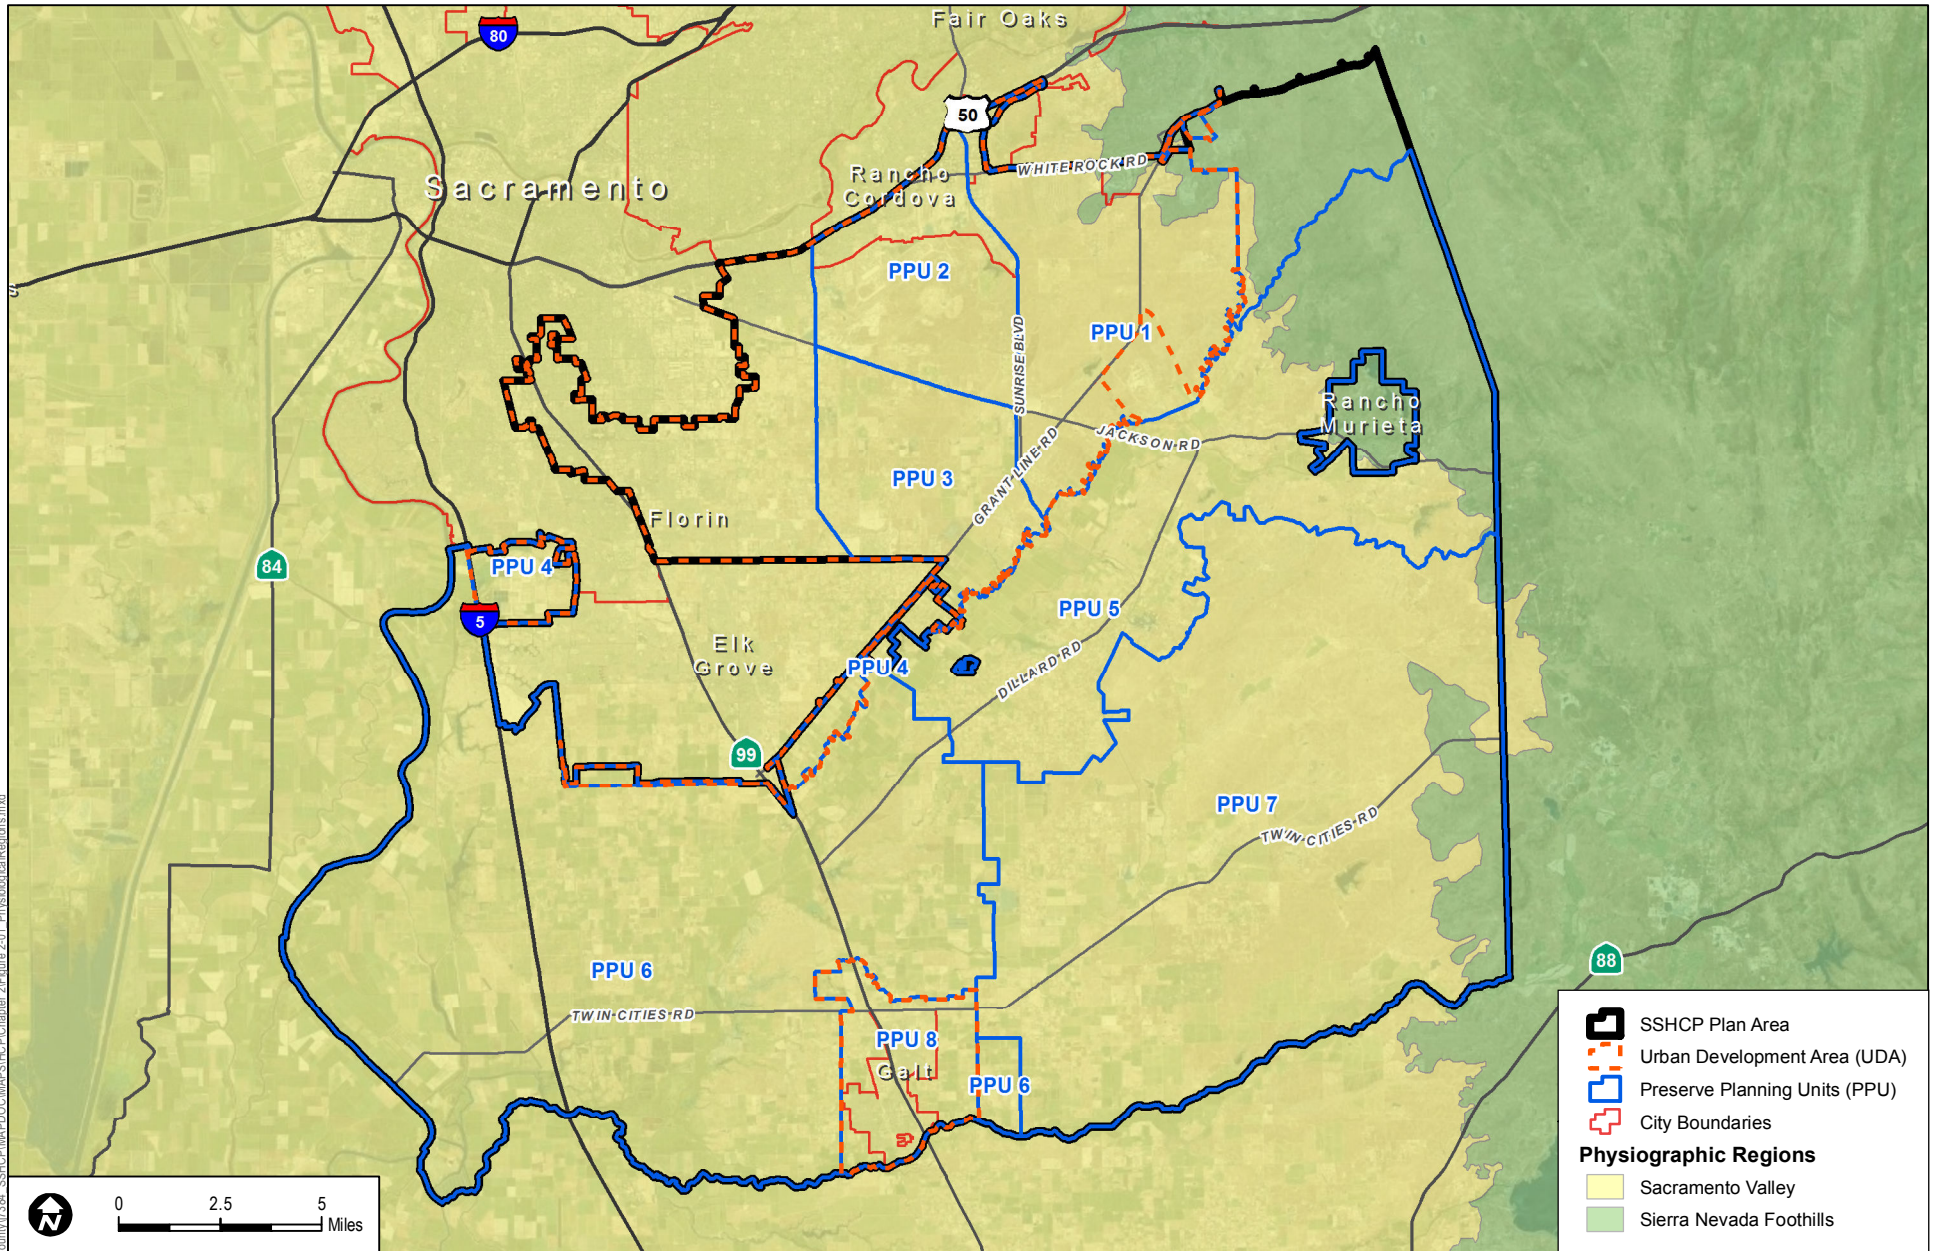 Fair Oaks
80
50
WHITE ROCK RD
Rancho
Cordova
Sacramento
s
PPU 2
PPU 1
SUNRISE BLVD
Rancho
Murieta
JACKSON RD
GRANT LINE RD
PPU 3
Florin
84
PPU 4
5
PPU 5
Elk
Grove
PPU 4
DILLARD RD
99
PPU 7
TWIN CITIES RD
PPU 6
88
TWIN CITIES RD
PPU 8
Galt
PPU 6
SSHCP Plan Area
Urban Development Area (UDA)
Preserve Planning Units (PPU)
City Boundaries
Physiographic Regions
Sacramento Valley
Sierra Nevada Foothills
N
0 2.5 5
Miles